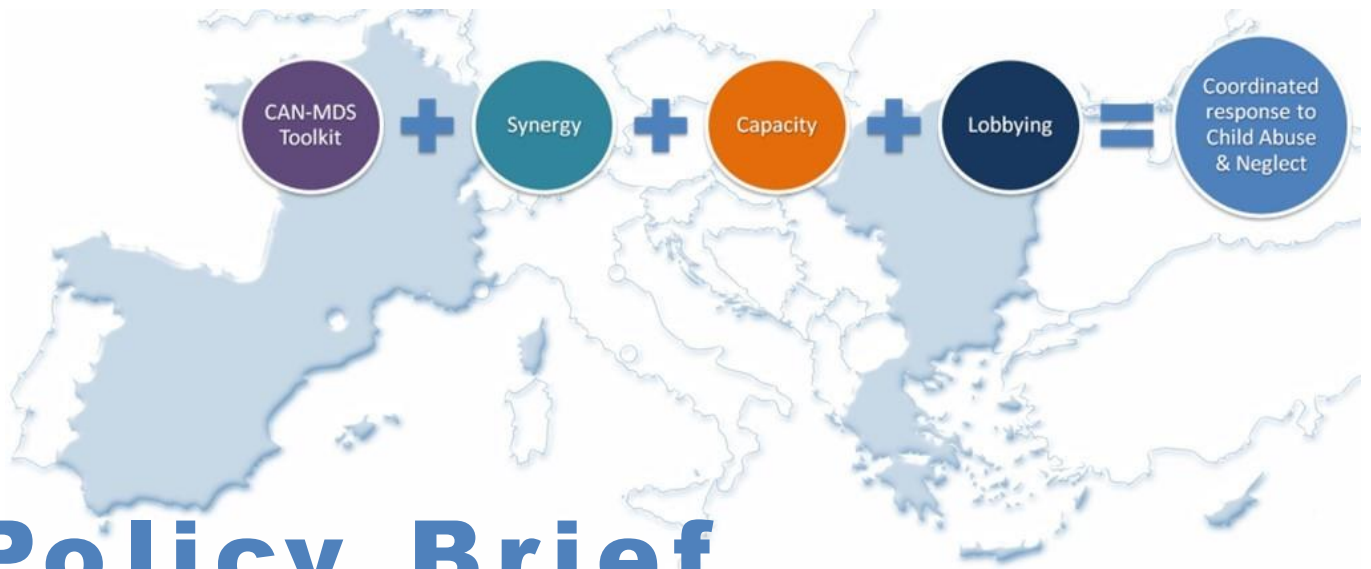 CAN-MDS
Toolkit
+
Synergy
+
Capacity
+
Lobbying
=
Coordinated
response to
Child Abuse
& Neglect
Policy Brief